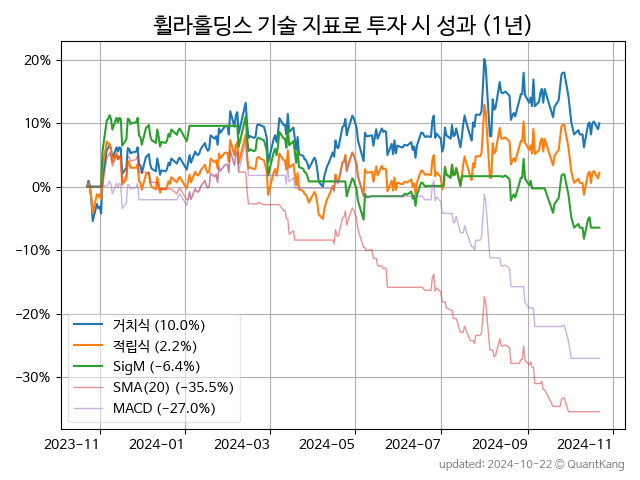 휠라홀딩스 기술 지표로 투자 시 성과 (1년)
20%
10%
0%
−10%
−20%
−30%
거치식 (10.0%)
적립식 (2.2%)
SigM (−6.4%)
SMA(20) (−35.5%)
MACD (−27.0%)
2023-11 2024-01 2024-03 2024-05 2024-07 2024-09 2024-11
updated: 2024-10-22 © QuantKang